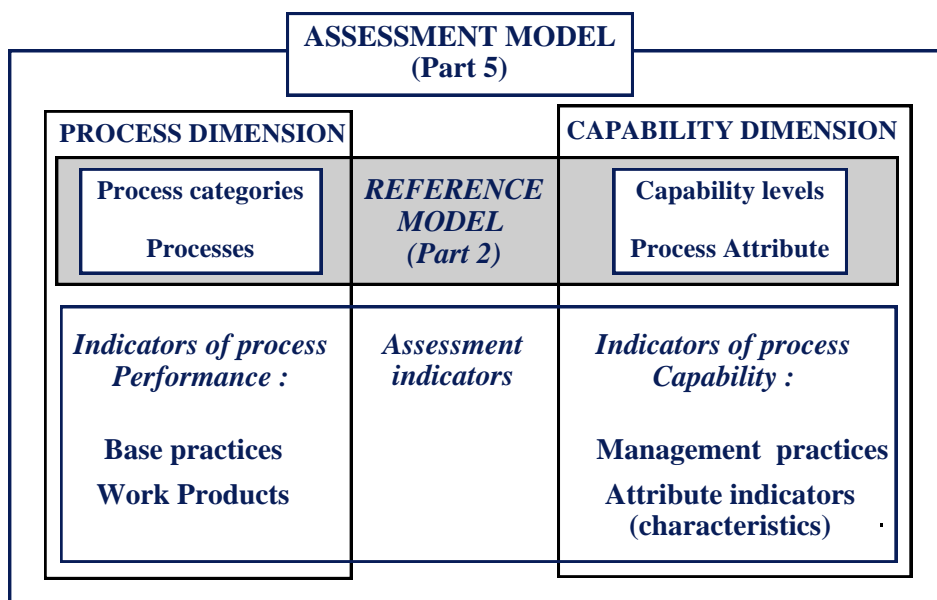 ASSESSMENT MODEL
(Part 5)
PROCESS DIMENSION
CAPABILITY DIMENSION
Process categories
Processes
REFERENCE
MODEL
(Part 2)
Capability levels
Process Attribute
Indicators of process
Performance :
Base practices
Work Products
Assessment
indicators
Indicators of process
Capability :
Management practices
Attribute indicators
(characteristics) .